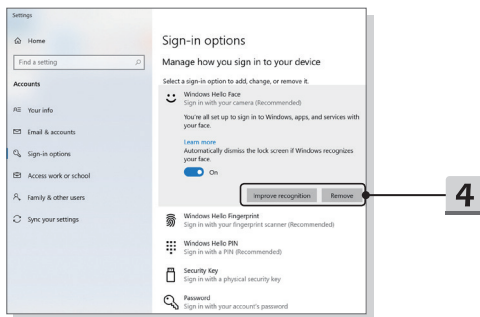 Settings
Home
Find a setting
Accounts
Your info
Email & accounts
Sign-in options
Access work or school
Family & other users
Sync your settings
Sign-in options
Manage how you sign in to your device
Select a sign-in option to add, change, or remove it.
Windows Hello Face
Sign in with your camera (Recommended)
You're all set up to sign in to Windows, apps, and services with
your face.
Learn more
Automatically dismiss the lock screen if Windows recognizes
your face.
On
Improve recognition
Remove
4
Windows Hello Fingerprint
Sign in with your fingerprint scanner (Recommended)
Windows Hello PIN
Sign in with a PIN (Recommended)
Security Key
Sign in with a physical security key
Password
Sign in with your account's password